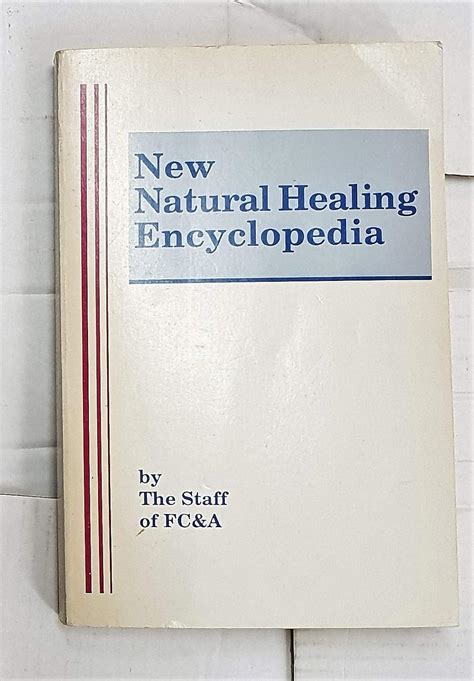 New
Natural Healing
Encyclopedia
by
The Staff
of FC&A